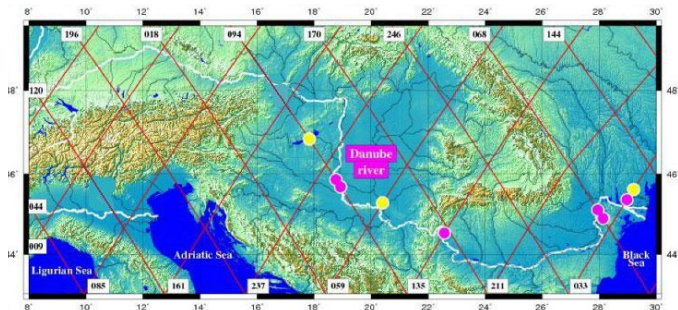 8 10 12 14 16 18 20 22 24 26 28 30
196 018 094 170 246 068 144
48˚ 48˚
120
Danube
river
46 46
044
009
44 44
Ligurian Sea
Adriatic Sea
Black
Sea
085 161 237 059 135 211 033
8 10 12 14 16 18 20 22 24 26 28 30